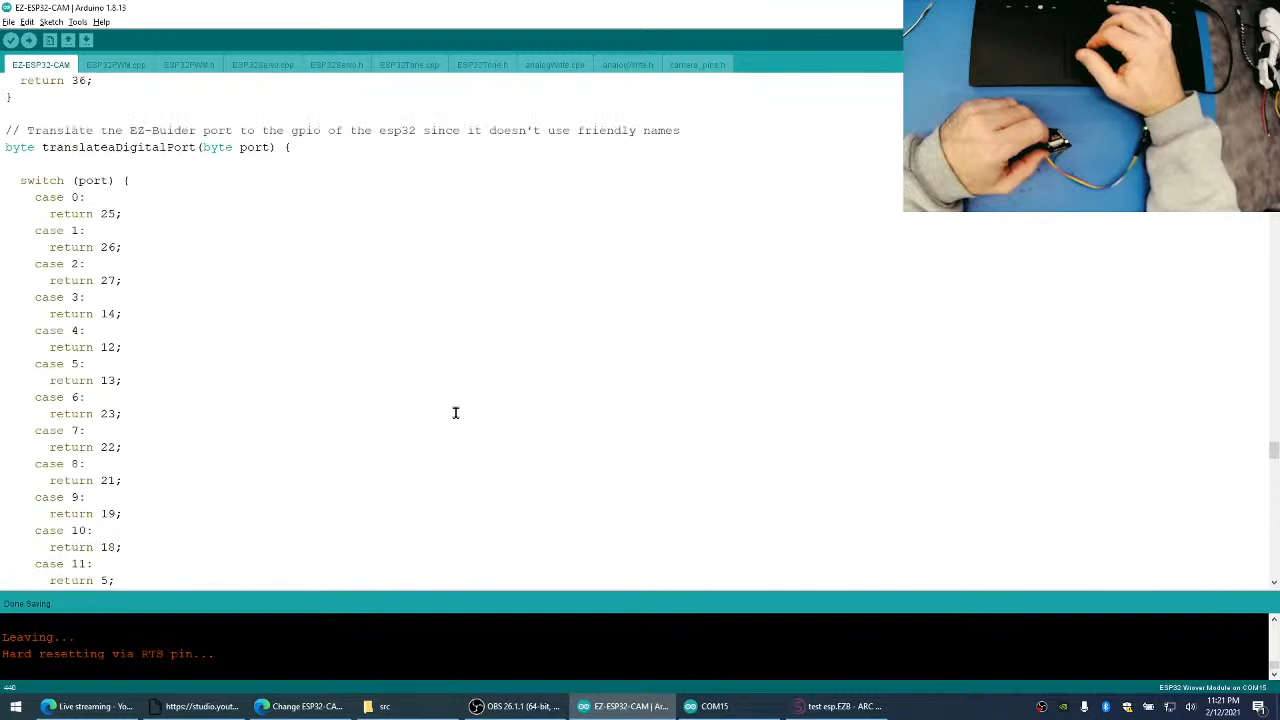 EZ-ESP32-CAM | Arduino 1.8.13
File Edit Sketch Tools Help
EZ-ESP32-CAM ESP32PWM.cpp ESP32PWM.h ESP32Servo.cpp ESP32Servo.h ESP32Tone.cpp ESP32Tone.h analogWrite.cpp analogWrite.h camera_pins.h
return 36;
}
// Translate the EZ-Buider port to the gpio of the esp32 since it doesn't use friendly names
byte translateaDigitalPort(byte port) {
switch (port) {
case 0:
return 25;
case 1:
return 26;
case 2:
return 27;
case 3:
return 14;
case 4:
return 12;
case 5:
return 13;
case 6:
return 23;
case 7:
return 22;
case 8:
return 21;
case 9:
return 19;
case 10:
return 18;
case 11:
return 5;
Done Saving.
Leaving...
Hard resetting via RTS pin...
440
ESP32 Wrover Module on COM15
Live streaming - Yo...
https://studio.yout...
Change ESP32-CA...
src
OBS 26.1.1 (64-bit, ...
EZ-ESP32-CAM | Ar...
COM15
test esp.EZB - ARC ...
11:21 PM
2/12/2021